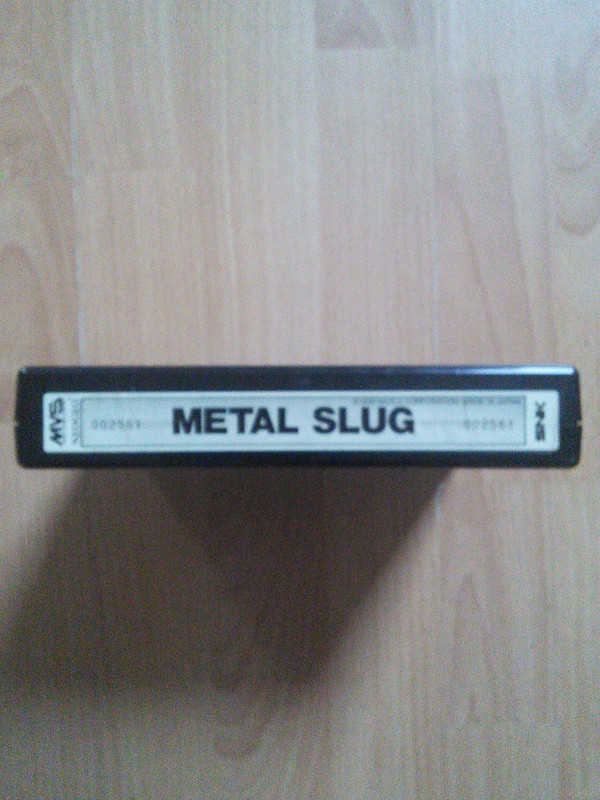 MVS
NEOGEO
002561
METAL SLUG
002561
SNK